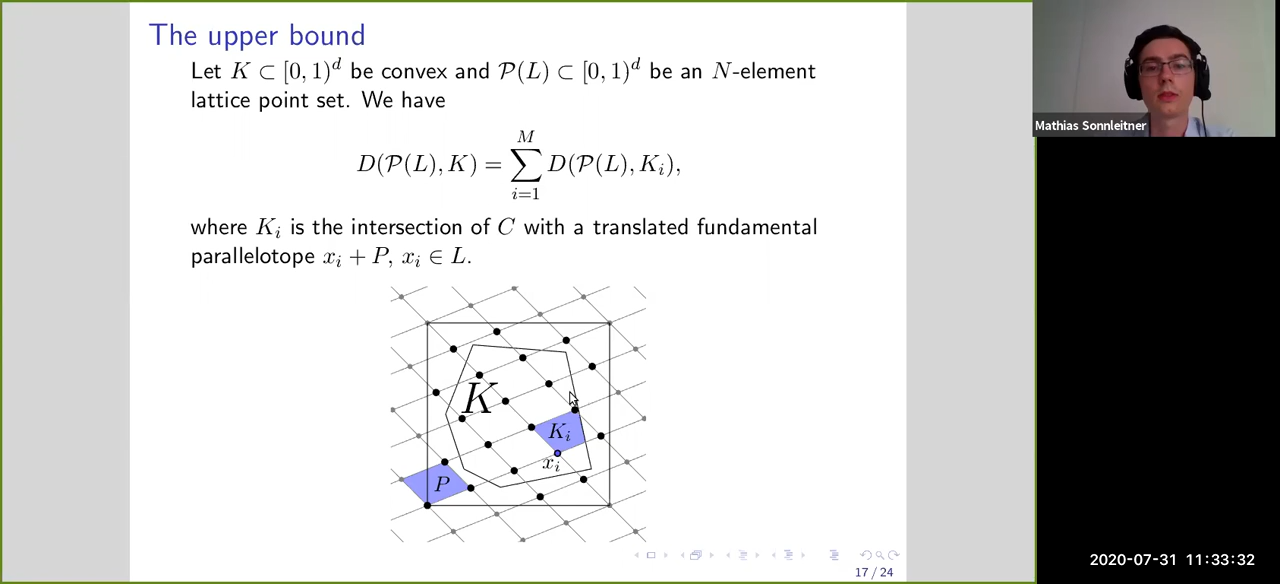 The upper bound
Let K ⊂ [0, 1)^d be convex and 𝒫(L) ⊂ [0, 1)^d be an N-element
lattice point set. We have
D(𝒫(L), K) = ∑_{i=1}^{M} D(𝒫(L), K_i),
where K_i is the intersection of C with a translated fundamental
parallelotope x_i + P, x_i ∈ L.
K
K_i
x_i
P
17 / 24
Mathias Sonnleitner
2020-07-31 11:33:32